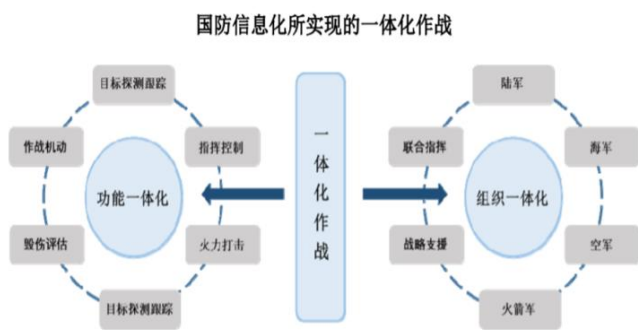 国防信息化所实现的一体化作战
目标探测跟踪
作战机动
指挥控制
功能一体化
毁伤评估
火力打击
目标探测跟踪
一体化作战
陆军
联合指挥
海军
组织一体化
战略支援
空军
火箭军